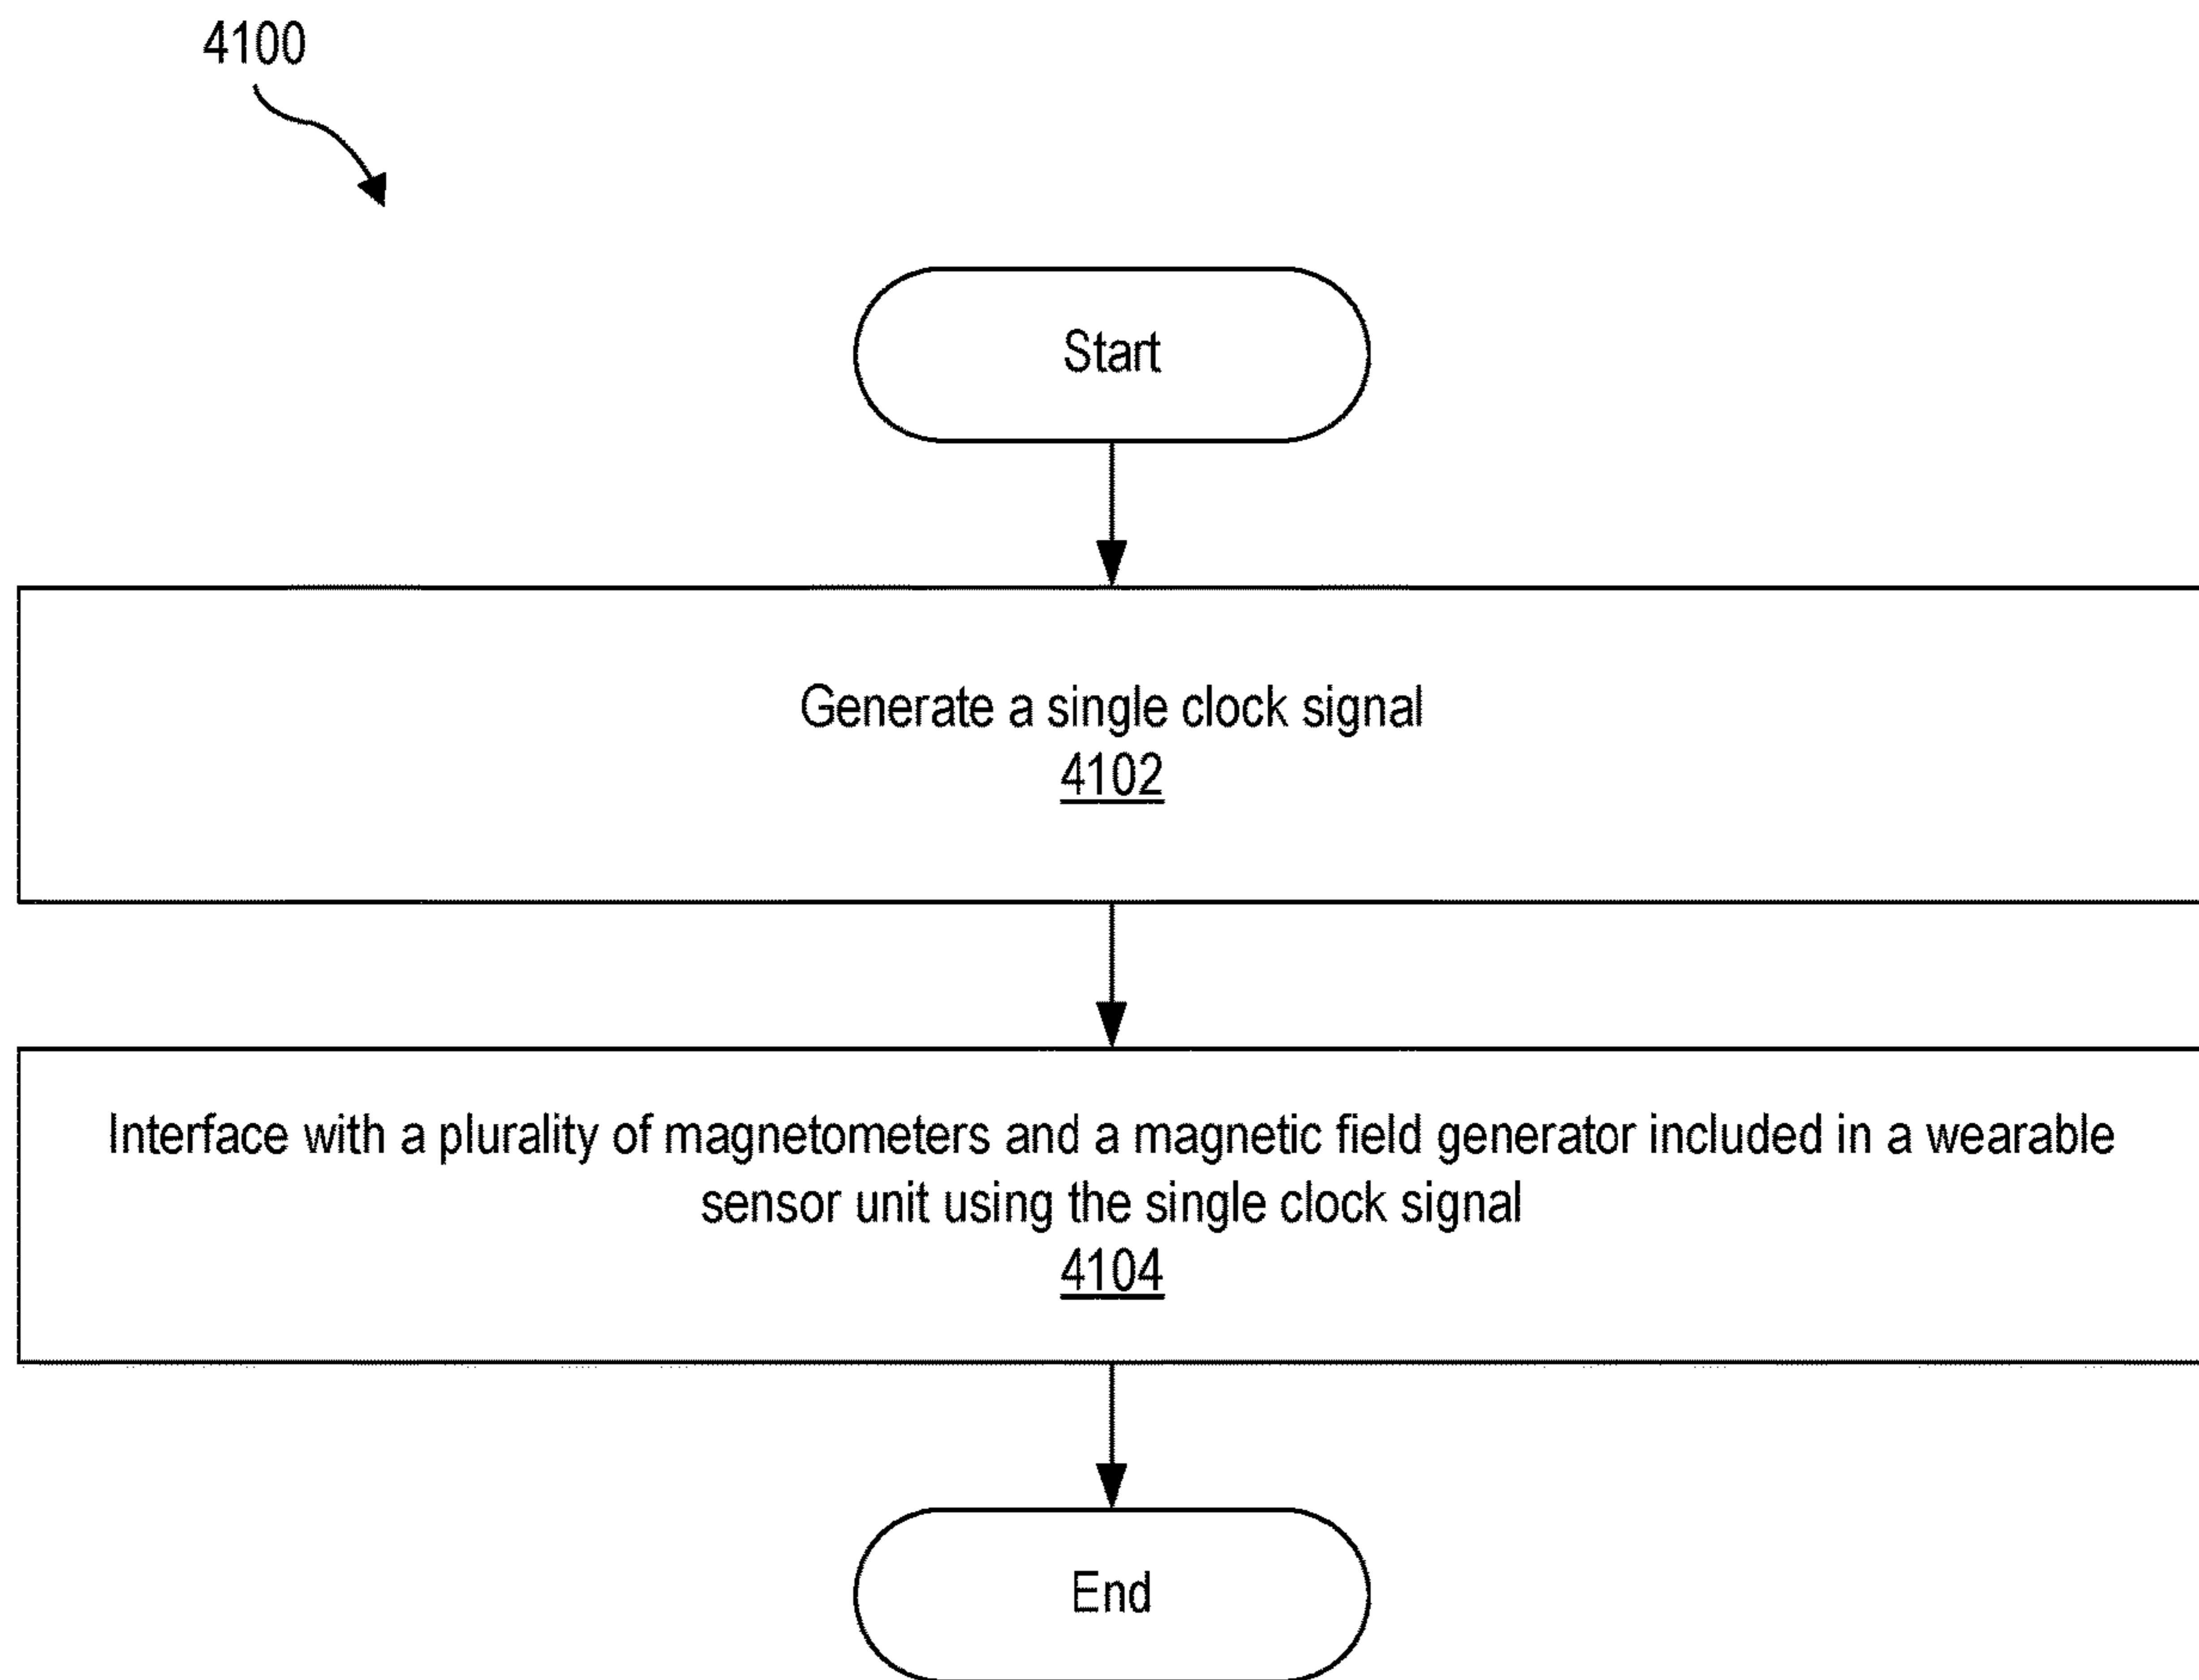 4100
Start
Generate a single clock signal
4102
Interface with a plurality of magnetometers and a magnetic field generator included in a wearable
sensor unit using the single clock signal
4104
End